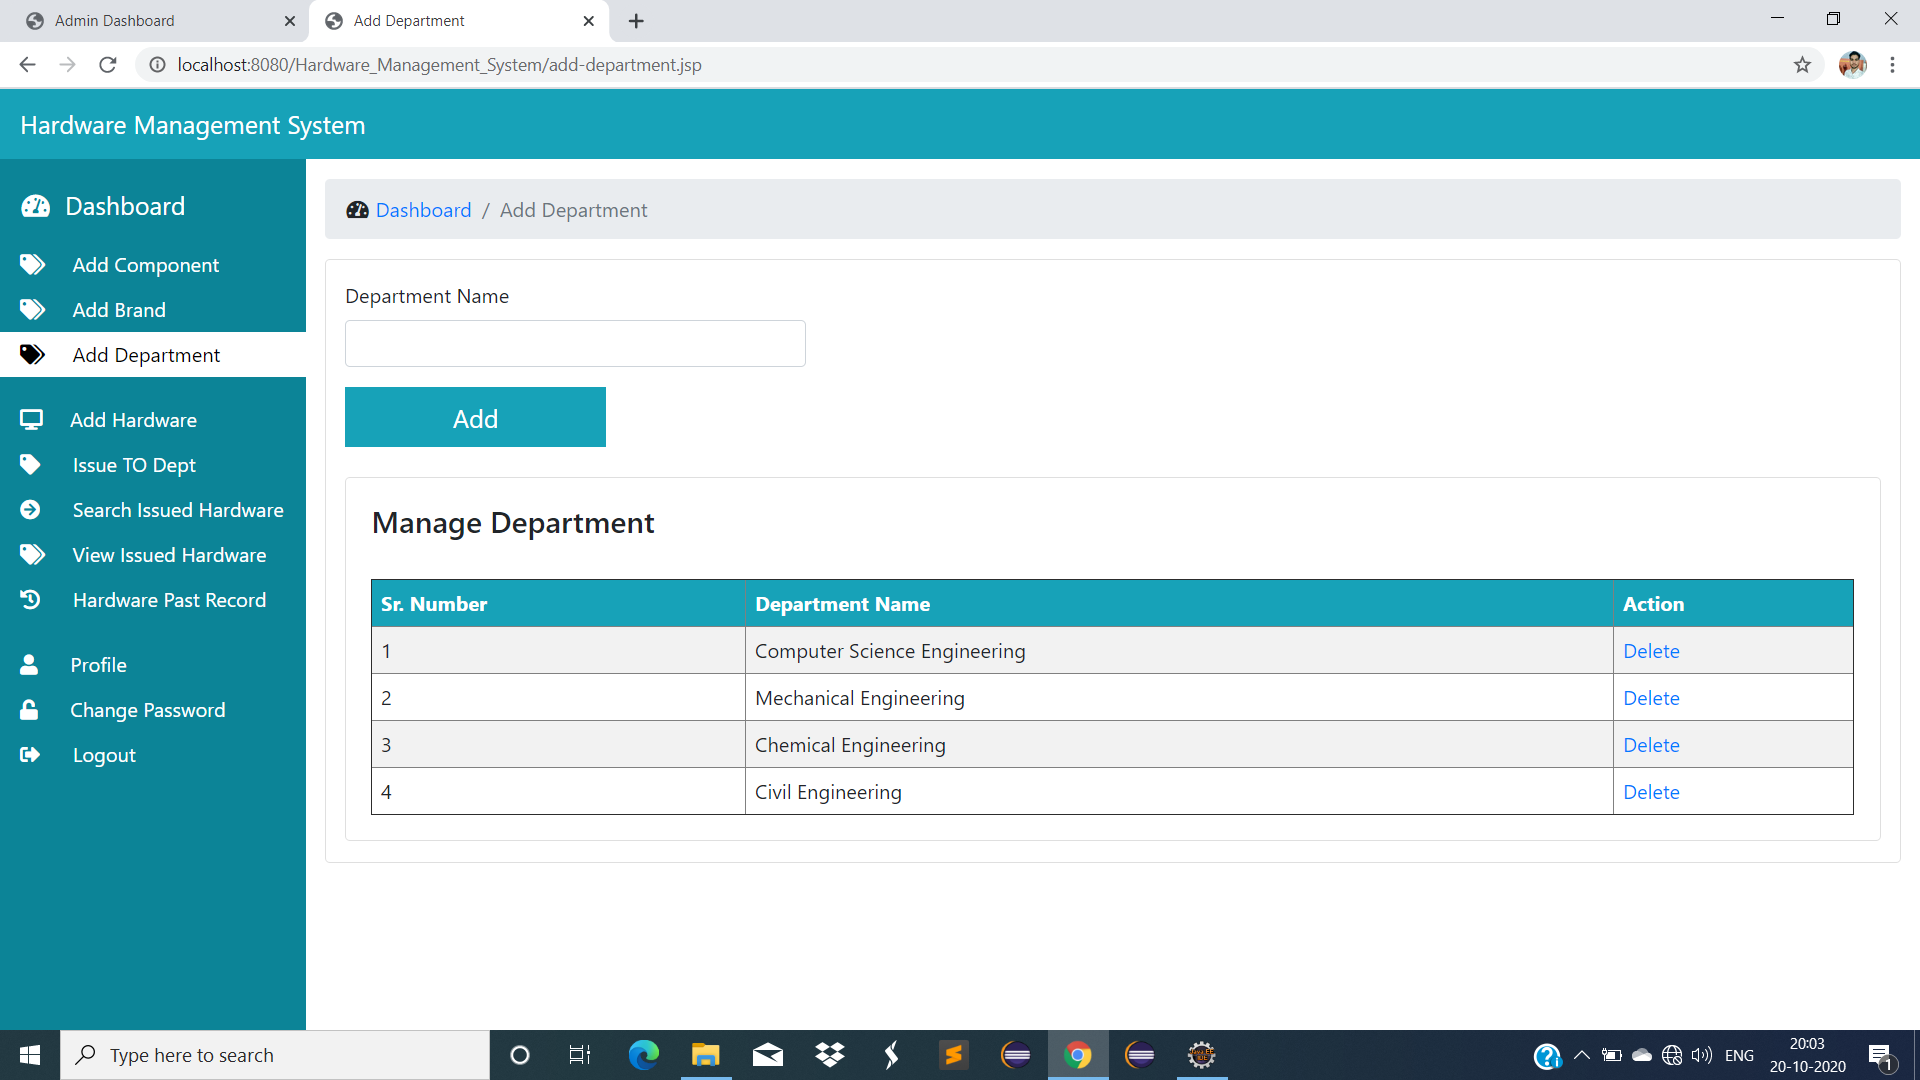 Admin Dashboard
Add Department
localhost:8080/Hardware_Management_System/add-department.jsp
Hardware Management System
Dashboard
Add Component
Add Brand
Add Department
Add Hardware
Issue TO Dept
Search Issued Hardware
View Issued Hardware
Hardware Past Record
Profile
Change Password
Logout
Dashboard / Add Department
Department Name
Add
Manage Department
Sr. Number Department Name Action
1 Computer Science Engineering Delete
2 Mechanical Engineering Delete
3 Chemical Engineering Delete
4 Civil Engineering Delete
Type here to search
ENG
20:03
20-10-2020
1